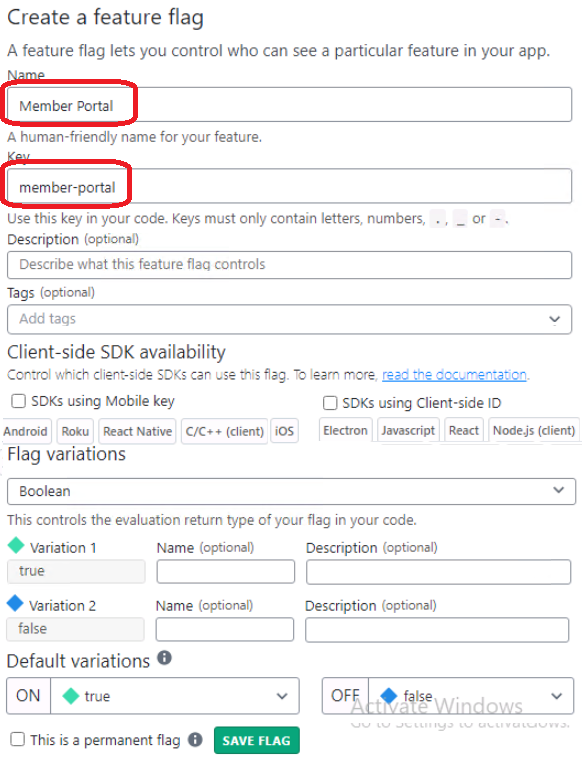 Create a feature flag
A feature flag lets you control who can see a particular feature in your app.
Name
Member Portal
A human-friendly name for your feature.
Key
member-portal
Use this key in your code. Keys must only contain letters, numbers, . , _ or - .
Description (optional)
Describe what this feature flag controls
Tags (optional)
Add tags
Client-side SDK availability
Control which client-side SDKs can use this flag. To learn more, read the documentation.
SDKs using Mobile key SDKs using Client-side ID
Android Roku React Native C/C++ (client) iOS Electron Javascript React Node.js (client)
Flag variations
Boolean
This controls the evaluation return type of your flag in your code.
Variation 1 Name (optional) Description (optional)
true
Variation 2 Name (optional) Description (optional)
false
Default variations
ON true OFF false
Activate Windows
Go to Settings to activate
This is a permanent flag SAVE FLAG